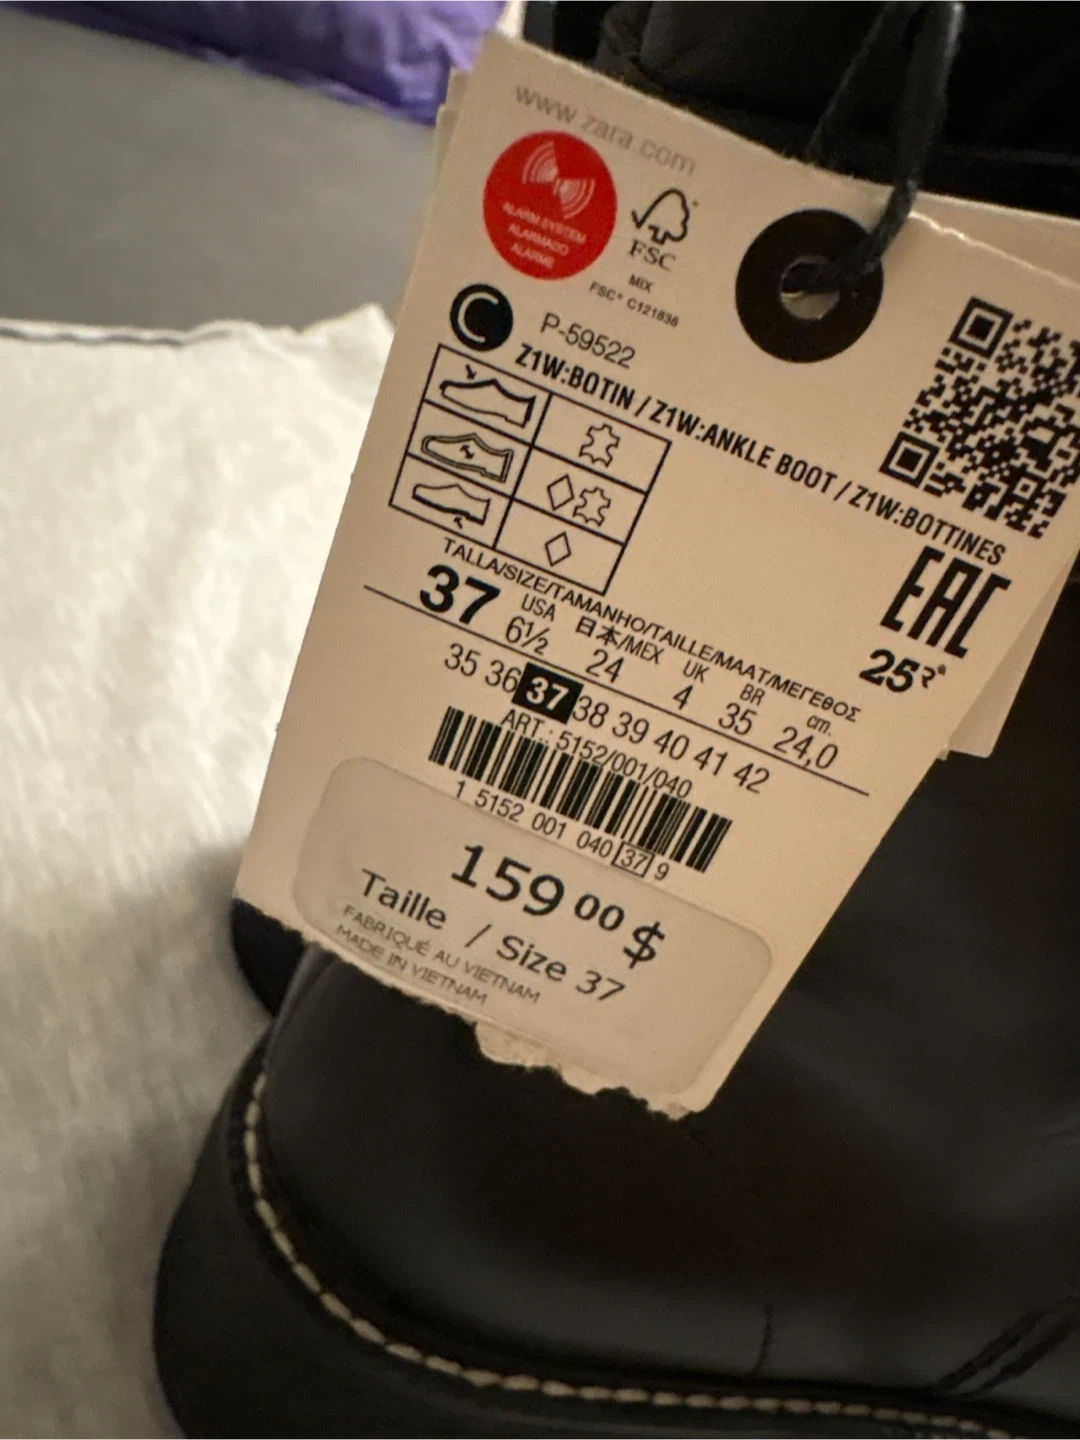 www.zara.com
ALARM SYSTEM
ALARMADO
ALARME
FSC
MIX
FSC® C121838
C
P-59522
Z1W:BOTIN / Z1W:ANKLE BOOT / Z1W:BOTTINES
EAC
25
TALLA/SIZE/TAMANHO/TAILLE/MAAT/ΜΕΓΕΘΟΣ
37 USA 6½ 日本/MEX 24 UK 4 BR 35 cm. 24,0
35 36 37 38 39 40 41 42
ART : 5152/001/040
1 5152 001 040 37 9
159 00 $
Taille / Size 37
FABRIQUÉ AU VIETNAM
MADE IN VIETNAM